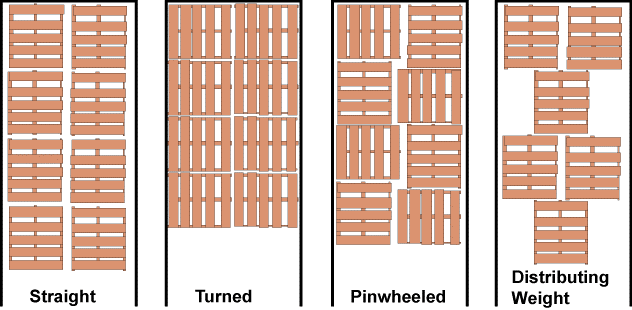 Straight
Turned
Pinwheeled
Distributing
Weight